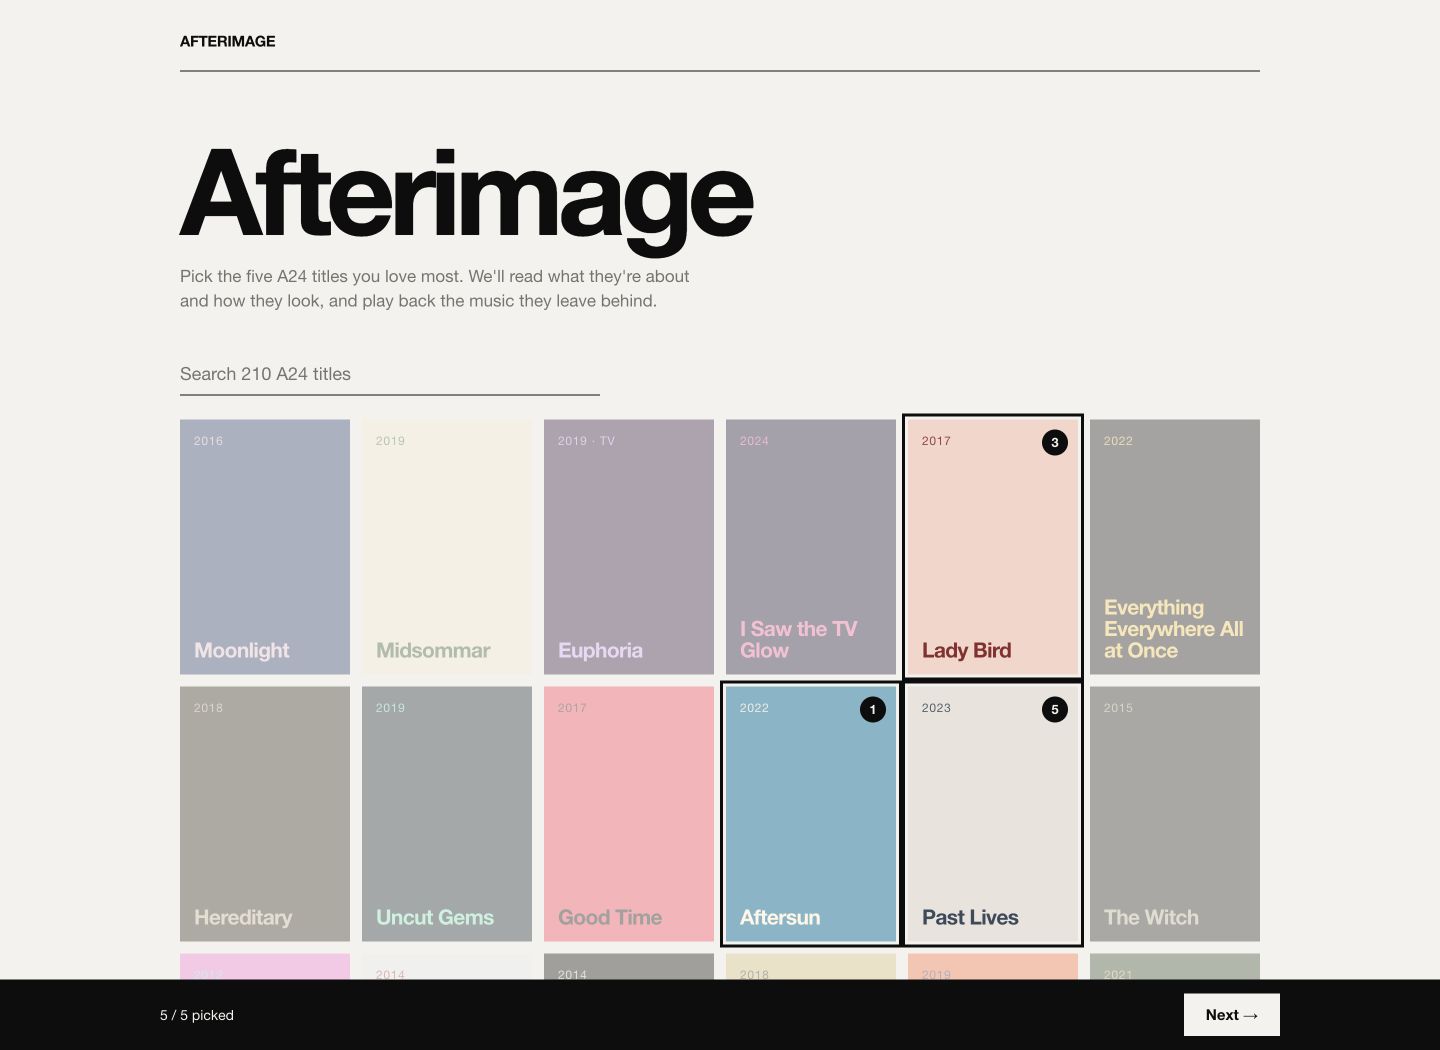 AFTERIMAGE
Afterimage
Pick the five A24 titles you love most. We'll read what they're about
and how they look, and play back the music they leave behind.
Search 210 A24 titles
2016
Moonlight
2019
Midsommar
2019 · TV
Euphoria
2024
I Saw the TV
Glow
2017
3
Lady Bird
2022
Everything
Everywhere All
at Once
2018
Hereditary
2019
Uncut Gems
2017
Good Time
2022
1
Aftersun
2023
5
Past Lives
2015
The Witch
2014
2014
2018
2019
2021
5 / 5 picked
Next →